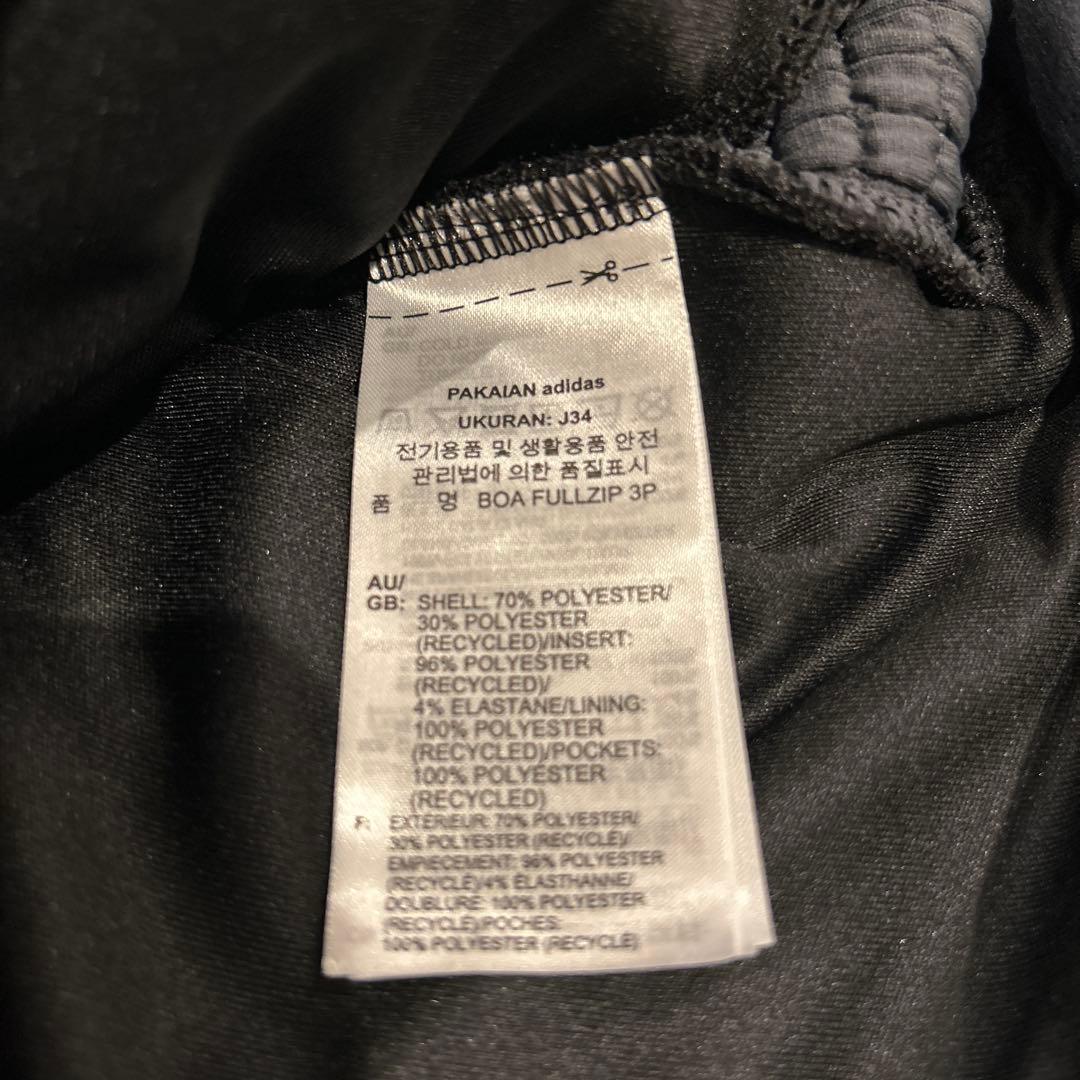 PAKAIAN adidas
UKURAN: J34
전기용품 및 생활용품 안전
관리법에 의한 품질표시
품 명 BOA FULLZIP 3P
AU/
GB: SHELL: 70% POLYESTER/
30% POLYESTER
(RECYCLED)/INSERT:
96% POLYESTER
(RECYCLED)/
4% ELASTANE/LINING:
100% POLYESTER
(RECYCLED)/POCKETS:
100% POLYESTER
(RECYCLED)
F: EXTÉRIEUR: 70% POLYESTER/
30% POLYESTER (RECYCLÉ)/
EMPIÈCEMENT: 96% POLYESTER
(RECYCLÉ)/4% ÉLASTHANNE/
DOUBLURE: 100% POLYESTER
(RECYCLÉ)/POCHES:
100% POLYESTER (RECYCLÉ)